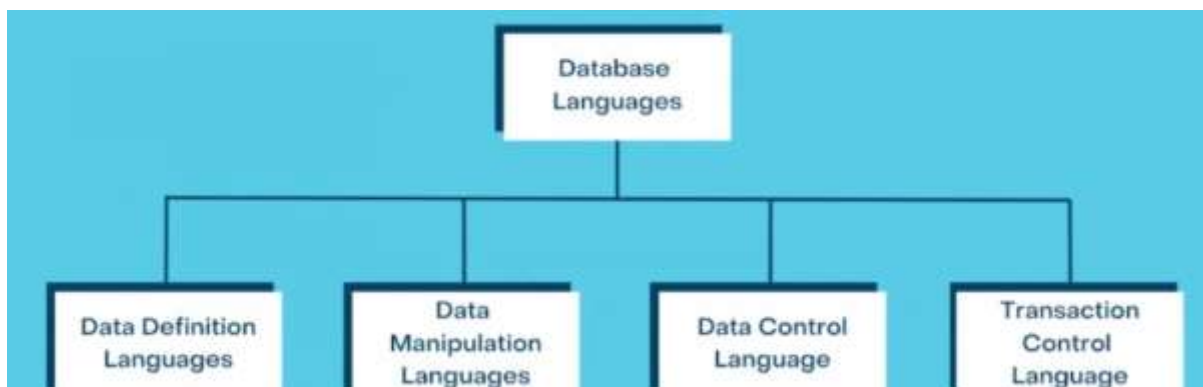 Database
Languages
Data Definition
Languages
Data
Manipulation
Languages
Data Control
Language
Transaction
Control
Language